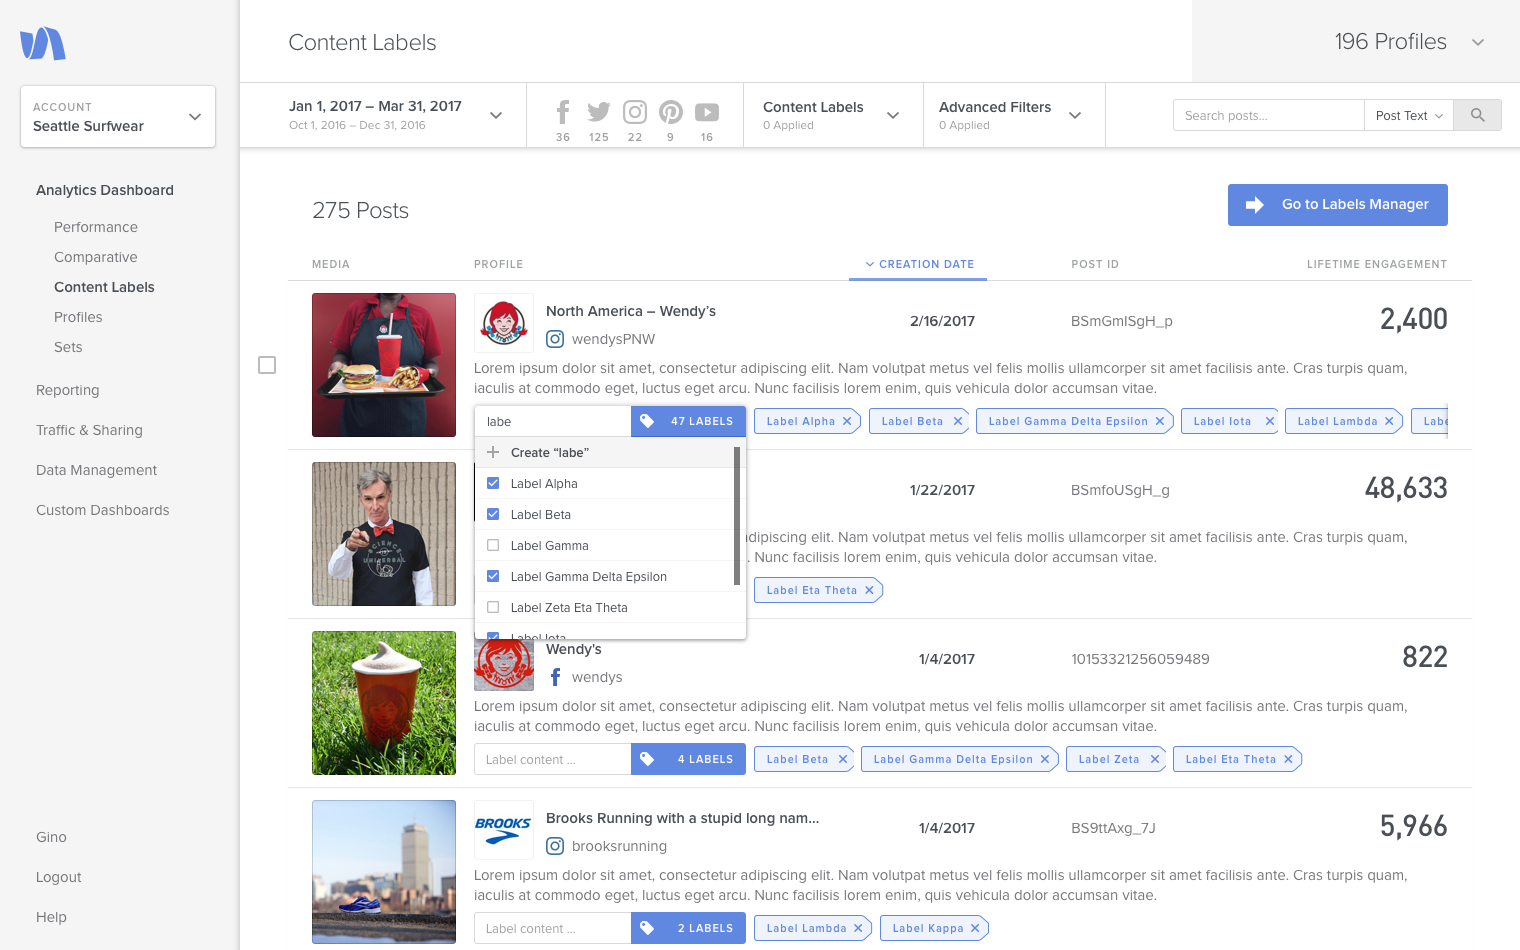 Content Labels
196 Profiles
ACCOUNT
Seattle Surfwear
Jan 1, 2017 – Mar 31, 2017
Oct 1, 2016 – Dec 31, 2016
36
125
22
9
16
Content Labels
0 Applied
Advanced Filters
0 Applied
Search posts...
Post Text
Analytics Dashboard
Performance
Comparative
Content Labels
Profiles
Sets
Reporting
Traffic & Sharing
Data Management
Custom Dashboards
Gino
Logout
Help
275 Posts
Go to Labels Manager
MEDIA
PROFILE
CREATION DATE
POST ID
LIFETIME ENGAGEMENT
North America – Wendy’s
wendysPNW
2/16/2017
BSmGmlSgH_p
2,400
Lorem ipsum dolor sit amet, consectetur adipiscing elit. Nam volutpat metus vel felis mollis ullamcorper sit amet facilisis ante. Cras turpis quam,
iaculis at commodo eget, luctus eget arcu. Nunc facilisis lorem enim, quis vehicula dolor accumsan vitae.
labe
47 LABELS
Label Alpha
Label Beta
Label Gamma Delta Epsilon
Label Iota
Label Lambda
Labe
Create “labe”
Label Alpha
Label Beta
Label Gamma
Label Gamma Delta Epsilon
Label Zeta Eta Theta
Label Iota
1/22/2017
BSmfoUSgH_g
48,633
SCIENCE
UNIVERSAL
adipiscing elit. Nam volutpat metus vel felis mollis ullamcorper sit amet facilisis ante. Cras turpis quam,
. Nunc facilisis lorem enim, quis vehicula dolor accumsan vitae.
Label Eta Theta
Wendy's
wendys
1/4/2017
10153321256059489
822
Lorem ipsum dolor sit amet, consectetur adipiscing elit. Nam volutpat metus vel felis mollis ullamcorper sit amet facilisis ante. Cras turpis quam,
iaculis at commodo eget, luctus eget arcu. Nunc facilisis lorem enim, quis vehicula dolor accumsan vitae.
Label content ...
4 LABELS
Label Beta
Label Gamma Delta Epsilon
Label Zeta
Label Eta Theta
BROOKS
Brooks Running with a stupid long nam...
brooksrunning
1/4/2017
BS9ttAxg_7J
5,966
Lorem ipsum dolor sit amet, consectetur adipiscing elit. Nam volutpat metus vel felis mollis ullamcorper sit amet facilisis ante. Cras turpis quam,
iaculis at commodo eget, luctus eget arcu. Nunc facilisis lorem enim, quis vehicula dolor accumsan vitae.
Label content ...
2 LABELS
Label Lambda
Label Kappa